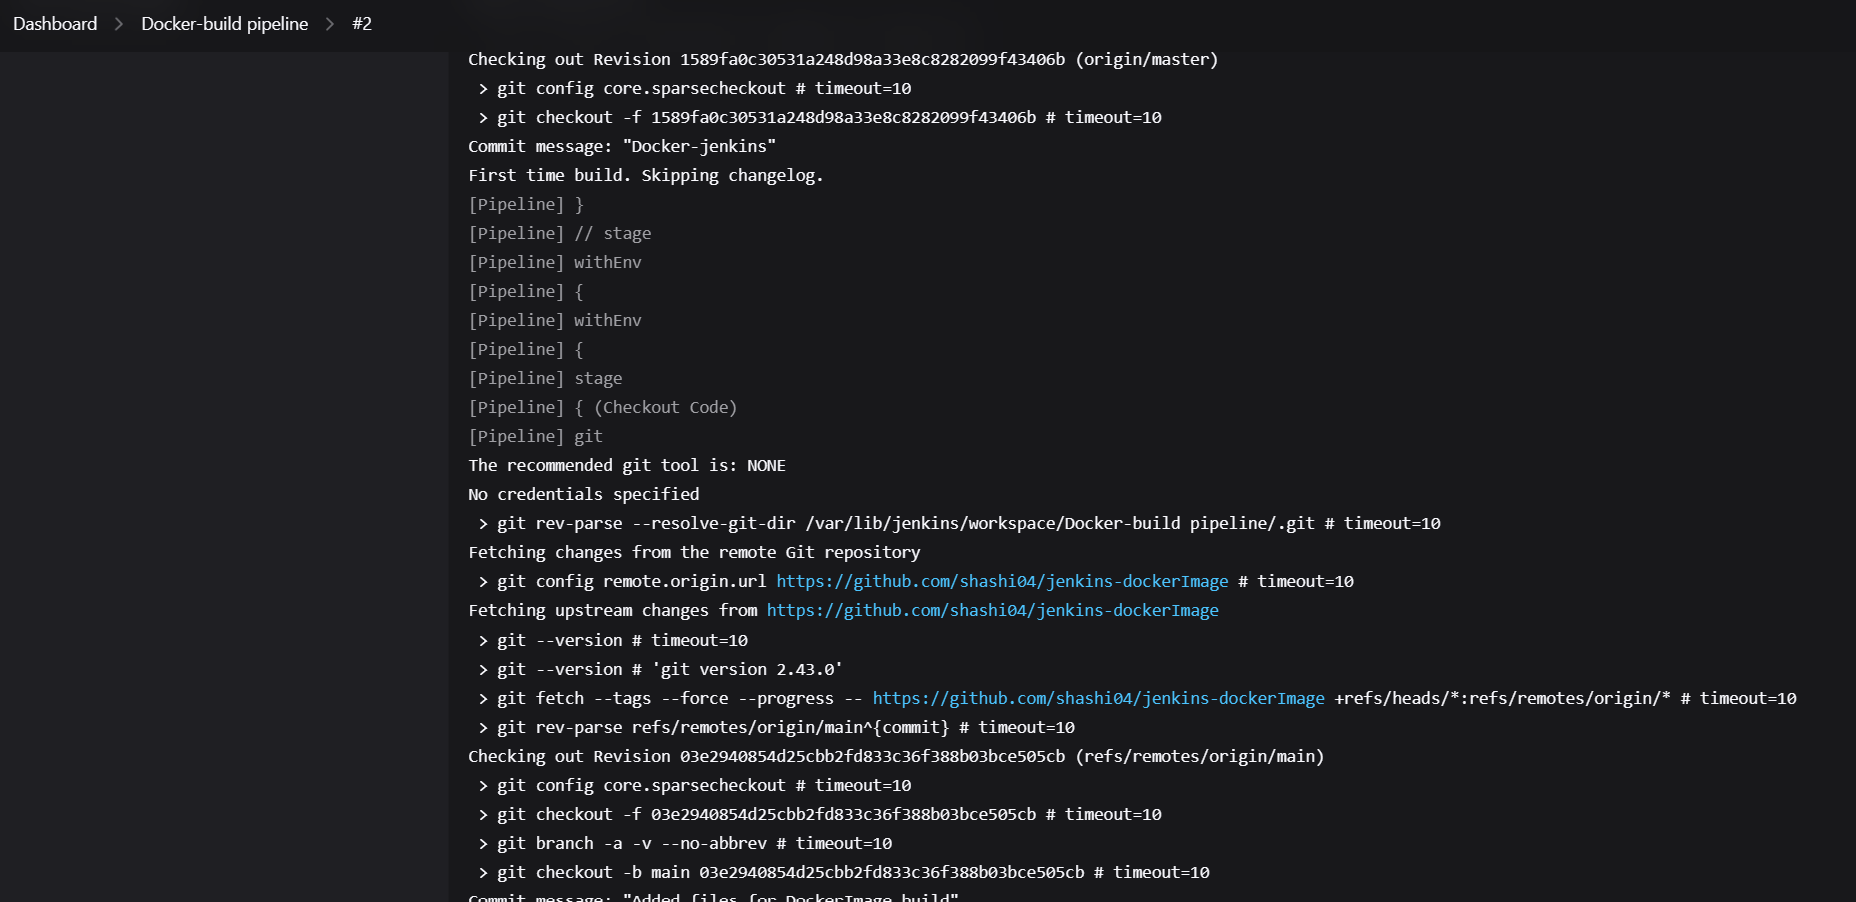 Dashboard > Docker-build pipeline > #2
Checking out Revision 1589fa0c30531a248d98a33e8c8282099f43406b (origin/master)
> git config core.sparsecheckout # timeout=10
> git checkout -f 1589fa0c30531a248d98a33e8c8282099f43406b # timeout=10
Commit message: "Docker-jenkins"
First time build. Skipping changelog.
[Pipeline] }
[Pipeline] // stage
[Pipeline] withEnv
[Pipeline] {
[Pipeline] withEnv
[Pipeline] {
[Pipeline] stage
[Pipeline] { (Checkout Code)
[Pipeline] git
The recommended git tool is: NONE
No credentials specified
> git rev-parse --resolve-git-dir /var/lib/jenkins/workspace/Docker-build pipeline/.git # timeout=10
Fetching changes from the remote Git repository
> git config remote.origin.url https://github.com/shashi04/jenkins-dockerImage # timeout=10
Fetching upstream changes from https://github.com/shashi04/jenkins-dockerImage
> git --version # timeout=10
> git --version # 'git version 2.43.0'
> git fetch --tags --force --progress -- https://github.com/shashi04/jenkins-dockerImage +refs/heads/*:refs/remotes/origin/* # timeout=10
> git rev-parse refs/remotes/origin/main^{commit} # timeout=10
Checking out Revision 03e2940854d25cbb2fd833c36f388b03bce505cb (refs/remotes/origin/main)
> git config core.sparsecheckout # timeout=10
> git checkout -f 03e2940854d25cbb2fd833c36f388b03bce505cb # timeout=10
> git branch -a -v --no-abbrev # timeout=10
> git checkout -b main 03e2940854d25cbb2fd833c36f388b03bce505cb # timeout=10
Commit message: "Added files for DockerImage build"